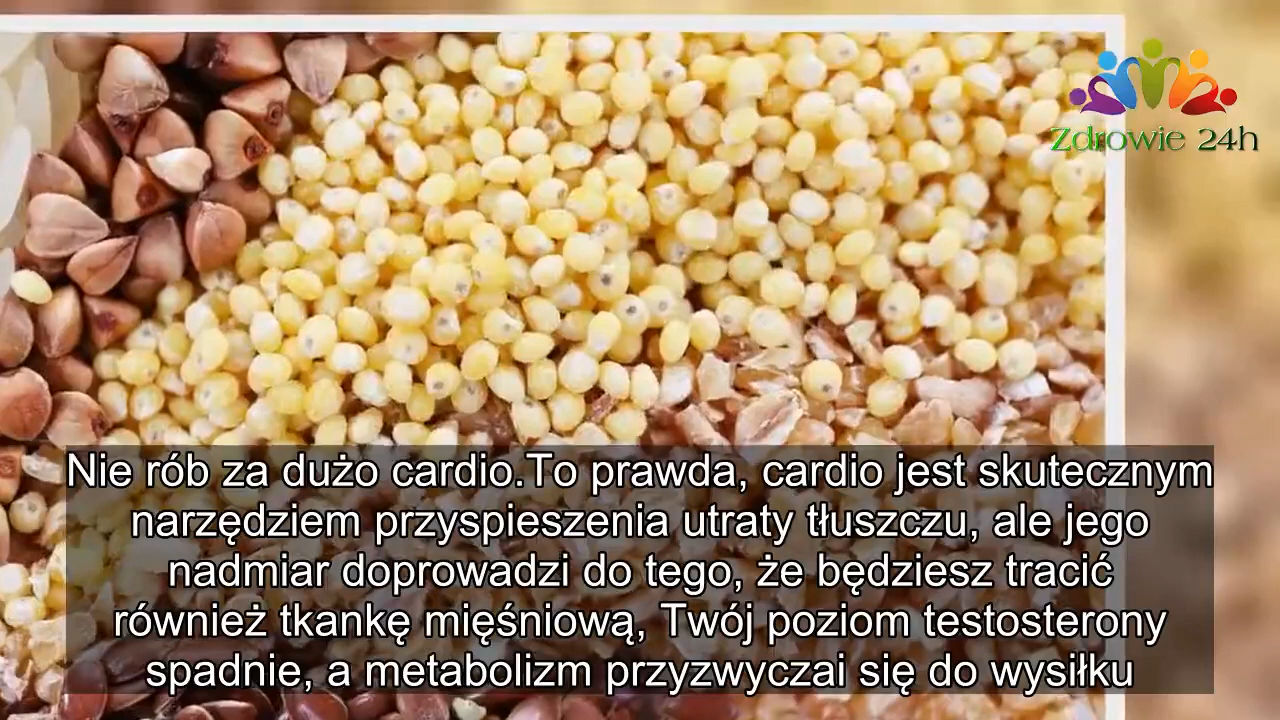 Zdrowie 24h
Nie rób za dużo cardio.To prawda, cardio jest skutecznym
narzędziem przyspieszenia utraty tłuszczu, ale jego
nadmiar doprowadzi do tego, że będziesz tracić
również tkankę mięśniową, Twój poziom testosterony
spadnie, a metabolizm przyzwyczai się do wysiłku